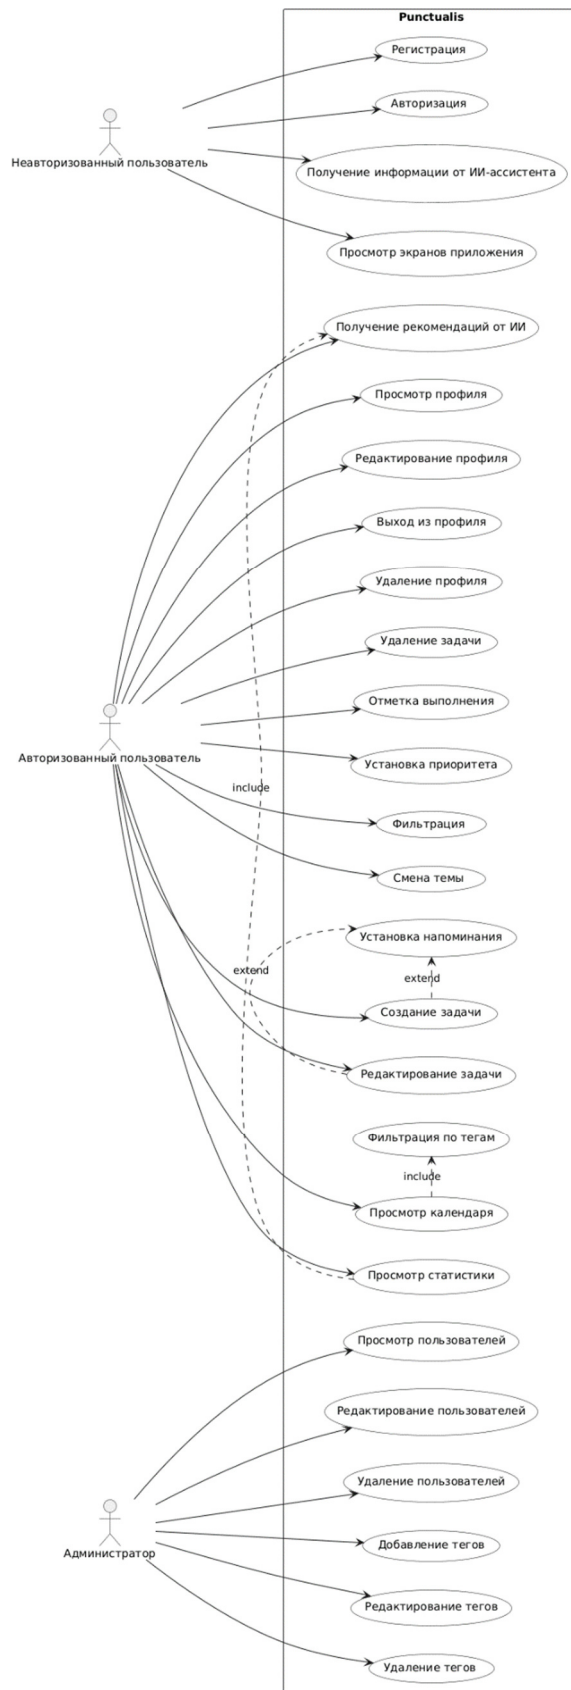 Punctualis
Регистрация
Авторизация
Неавторизованный пользователь
Получение информации от ИИ-ассистента
Просмотр экранов приложения
Получение рекомендаций от ИИ
Просмотр профиля
Редактирование профиля
Выход из профиля
Удаление профиля
Удаление задачи
Отметка выполнения
Авторизованный пользователь
Установка приоритета
include
Фильтрация
Смена темы
Установка напоминания
extend
extend
Создание задачи
Редактирование задачи
Фильтрация по тегам
include
Просмотр календаря
Просмотр статистики
Просмотр пользователей
Редактирование пользователей
Удаление пользователей
Добавление тегов
Администратор
Редактирование тегов
Удаление тегов